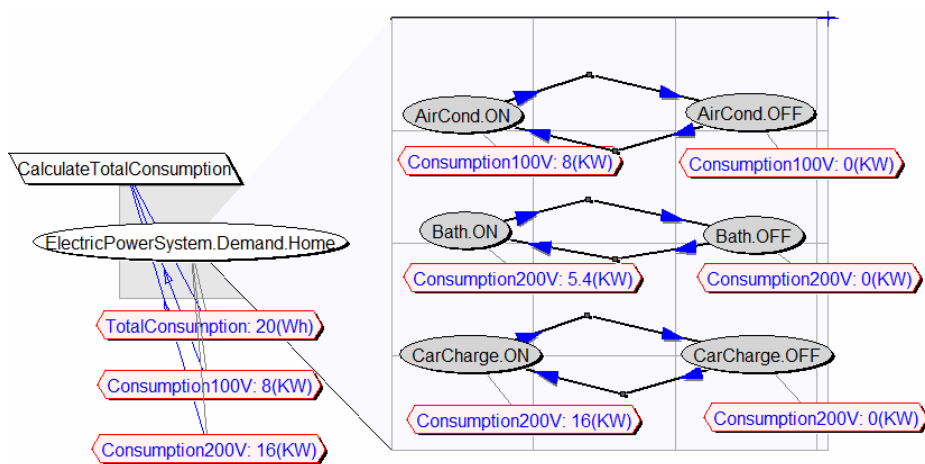 AirCond.ON
AirCond.OFF
Consumption100V: 8(KW)
Consumption100V: 0(KW)
CalculateTotalConsumption
Bath.ON
Bath.OFF
ElectricPowerSystem.Demand.Home
Consumption200V: 5.4(KW)
Consumption200V: 0(KW)
TotalConsumption: 20(Wh)
CarCharge.ON
CarCharge.OFF
Consumption100V: 8(KW)
Consumption200V: 16(KW)
Consumption200V: 0(KW)
Consumption200V: 16(KW)